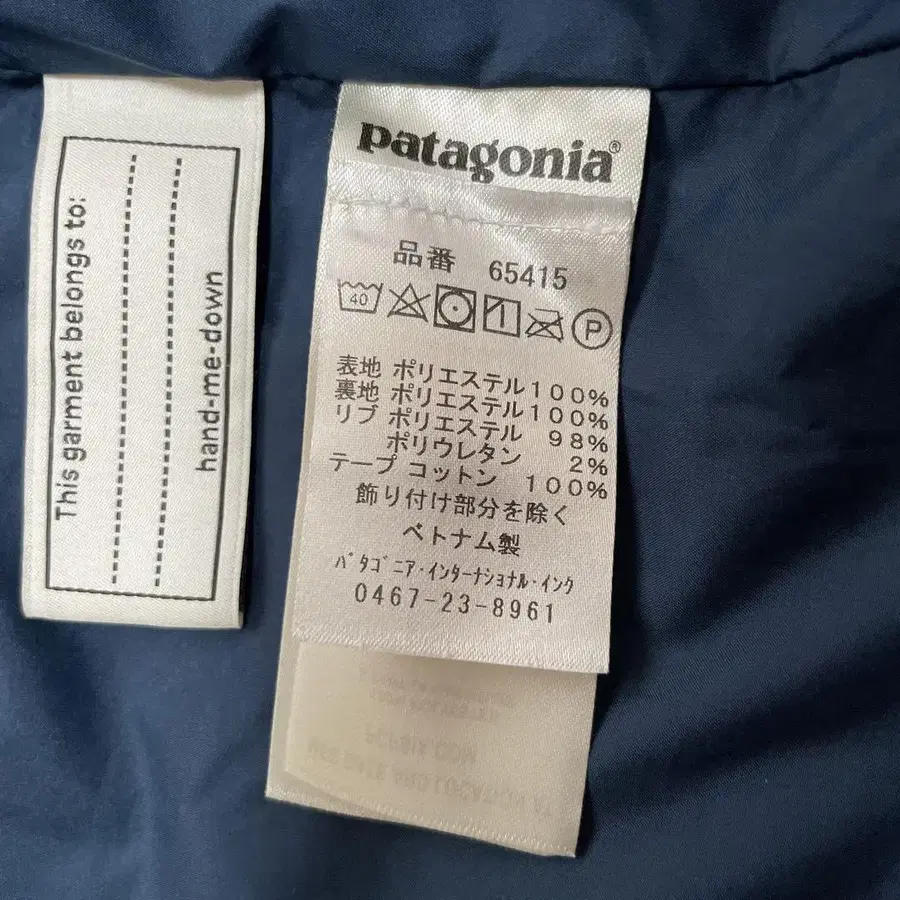 This garment belongs to:
hand-me-down
patagonia®
品番 65415
40
1
P
表地 ポリエステル100%
裏地 ポリエステル100%
リブ ポリエステル 98%
ポリウレタン 2%
テープ コットン 100%
飾り付け部分を除く
ベトナム製
パタゴニア・インターナショナル・インク
0467-23-8961